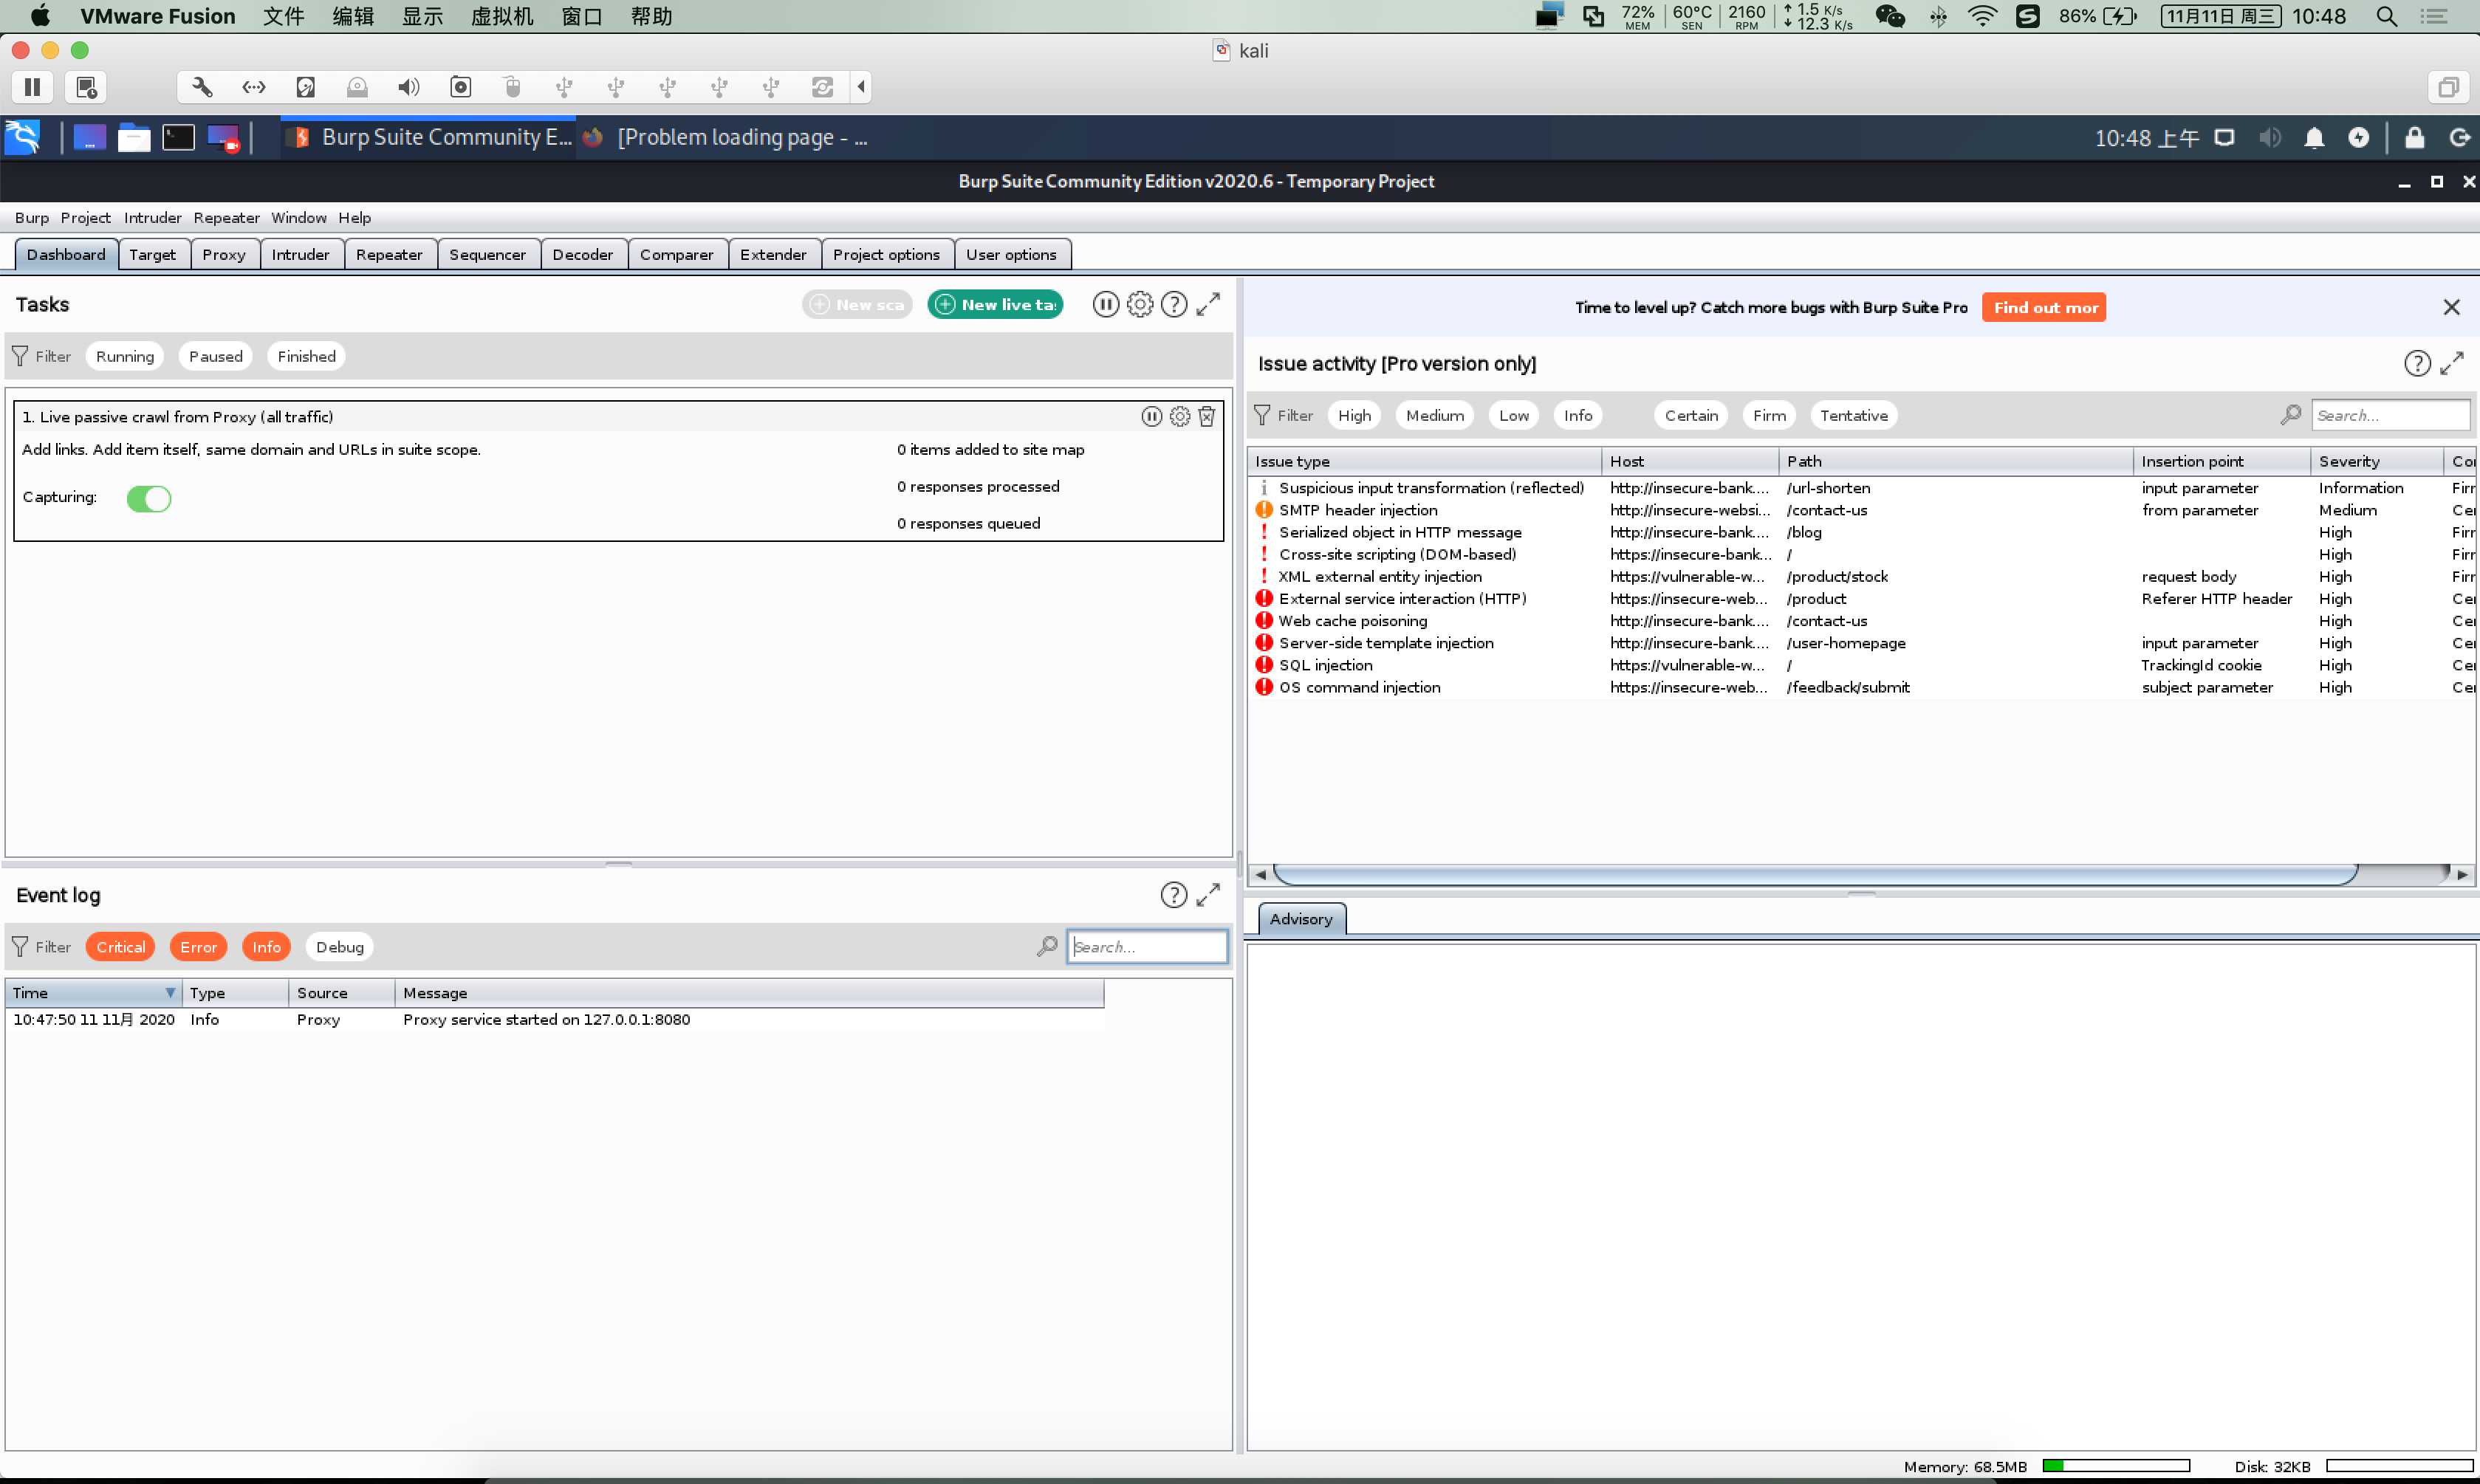 VMware Fusion 文件 编辑 显示 虚拟机 窗口 帮助 72% MEM 60°C SEN 2160 RPM 1.5 K/s 12.3 K/s 86% 11月11日 周三 10:48
kali
Burp Suite Community E... [Problem loading page - ... 10:48 上午
Burp Suite Community Edition v2020.6 - Temporary Project
Burp Project Intruder Repeater Window Help
Dashboard Target Proxy Intruder Repeater Sequencer Decoder Comparer Extender Project options User options
Tasks New sca New live ta
Filter Running Paused Finished
1. Live passive crawl from Proxy (all traffic)
Add links. Add item itself, same domain and URLs in suite scope. 0 items added to site map
0 responses processed
Capturing:
0 responses queued
Event log
Filter Critical Error Info Debug Search...
Time Type Source Message
10:47:50 11 11月 2020 Info Proxy Proxy service started on 127.0.0.1:8080
Time to level up? Catch more bugs with Burp Suite Pro Find out mor
Issue activity [Pro version only]
Filter High Medium Low Info Certain Firm Tentative Search...
Issue type Host Path Insertion point Severity Co
Suspicious input transformation (reflected) http://insecure-bank.... /url-shorten input parameter Information Firr
SMTP header injection http://insecure-websi... /contact-us from parameter Medium Cer
Serialized object in HTTP message http://insecure-bank.... /blog High Firr
Cross-site scripting (DOM-based) https://insecure-bank... / High Firr
XML external entity injection https://vulnerable-w... /product/stock request body High Firr
External service interaction (HTTP) https://insecure-web... /product Referer HTTP header High Cer
Web cache poisoning http://insecure-bank.... /contact-us High Cer
Server-side template injection http://insecure-bank.... /user-homepage input parameter High Cer
SQL injection https://vulnerable-w... / TrackingId cookie High Cer
OS command injection https://insecure-web... /feedback/submit subject parameter High Cer
Advisory
Memory: 68.5MB Disk: 32KB